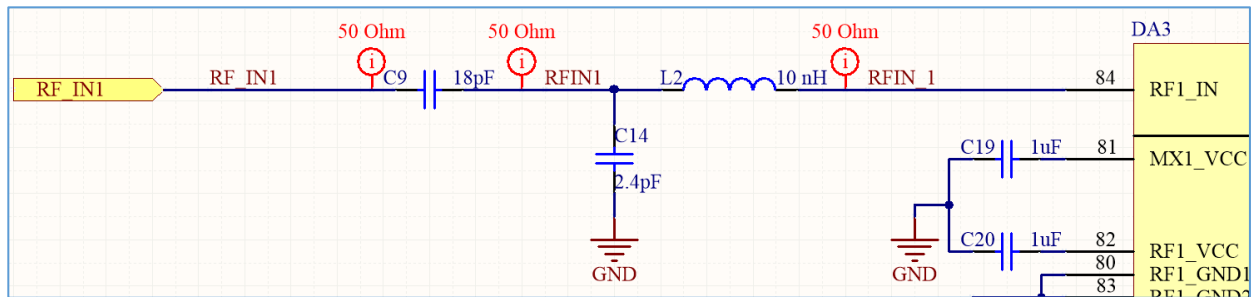 50 Ohm
50 Ohm
50 Ohm
DA3
i
i
i
RF_IN1
RF_IN1
C9
18pF
RFIN1
L2
10 nH
RFIN_1
84
RF1_IN
C14
2.4pF
GND
C19
1uF
81
MX1_VCC
GND
C20
1uF
82
RF1_VCC
80
RF1_GND1
83
RF1_GND2